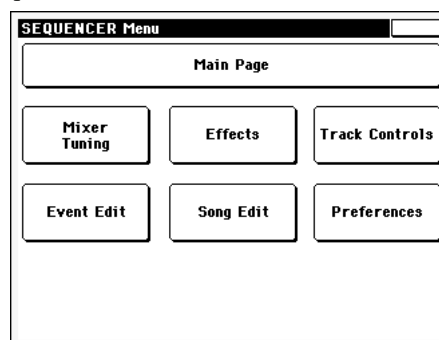 SEQUENCER Menu
Main Page
Mixer
Tuning
Effects
Track Controls
Event Edit
Song Edit
Preferences